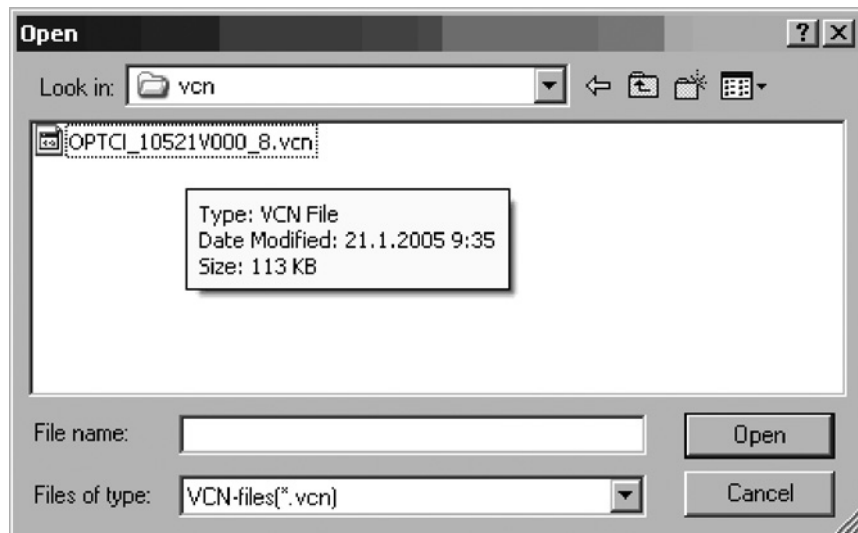 Open
Look in: vcn
OPTCI_10521V000_8.vcn
Type: VCN File
Date Modified: 21.1.2005 9:35
Size: 113 KB
File name:
Open
Files of type: VCN-files(*.vcn)
Cancel